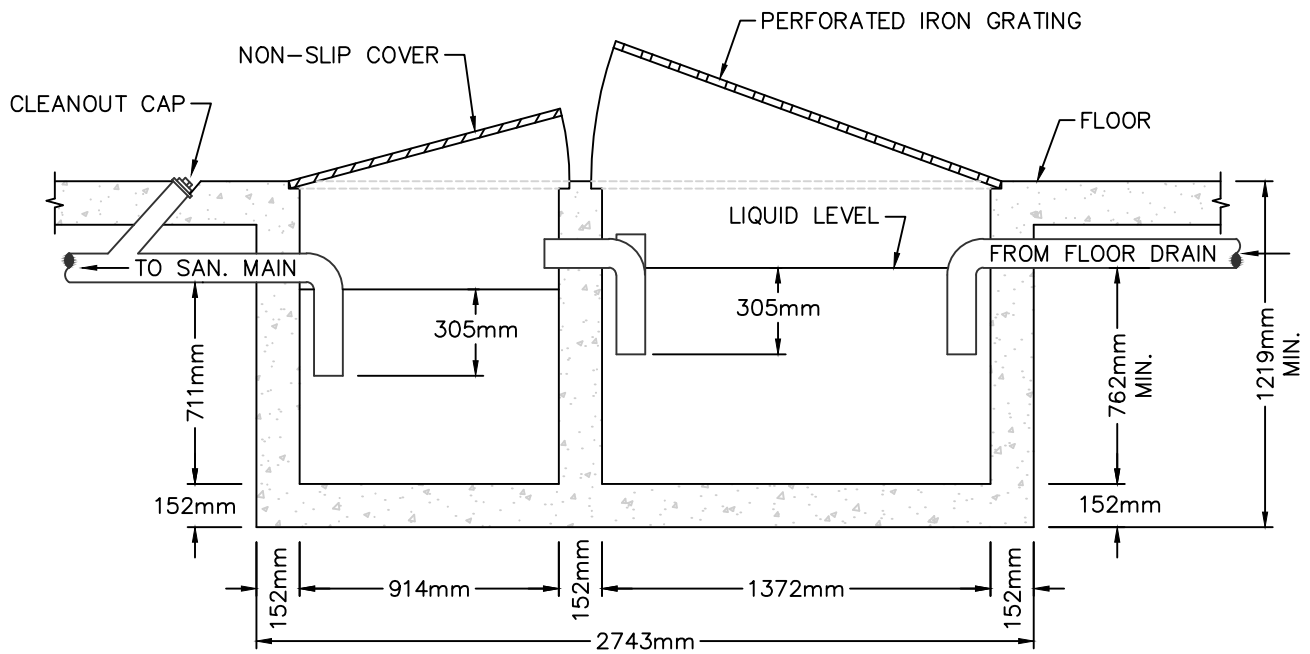 PERFORATED IRON GRATING
NON-SLIP COVER
CLEANOUT CAP
FLOOR
LIQUID LEVEL
TO SAN. MAIN
FROM FLOOR DRAIN
305mm
305mm
711mm
762mm
MIN.
1219mm
MIN.
152mm
152mm
152mm
914mm
152mm
1372mm
152mm
2743mm